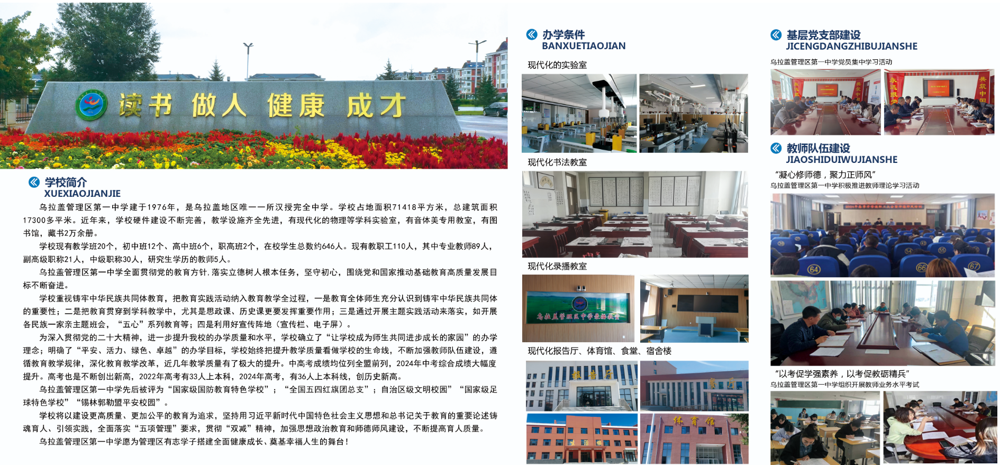 读书 做人 健康 成才
学校简介
XUEXIAOJIANJIE
乌拉盖管理区第一中学建于1976年，是乌拉盖地区唯一一所汉授完全中学。学校占地面积71418平方米，总建筑面积
17300多平米。近年来，学校硬件建设不断完善，教学设施齐全先进，有现代化的物理等学科实验室，有音体美专用教室，有图
书馆，藏书2万余册。
学校现有教学班20个，初中班12个、高中班6个，职高班2个，在校学生总数约646人。现有教职工110人，其中专业教师89人，
副高级职称21人，中级职称30人，研究生学历的教师5人。
乌拉盖管理区第一中学全面贯彻党的教育方针,落实立德树人根本任务，坚守初心，围绕党和国家推动基础教育高质量发展目
标不断奋进。
学校重视铸牢中华民族共同体教育，把教育实践活动纳入教育教学全过程，一是教育全体师生充分认识到铸牢中华民族共同体
的重要性；二是把教育贯穿到学科教学中，尤其是思政课、历史课更要发挥重要作用；三是通过开展主题实践活动来落实，如开展
各民族一家亲主题班会，“五心”系列教育等；四是利用好宣传阵地（宣传栏、电子屏）。
为深入贯彻党的二十大精神，进一步提升我校的办学质量和水平，学校确立了“让学校成为师生共同进步成长的家园”的办学
理念；明确了“平安、活力、绿色、卓越”的办学目标，学校始终把提升教学质量看做学校的生命线，不断加强教师队伍建设，遵
循教育教学规律，深化教育教学改革，近几年教学质量有了极大的提升。中高考成绩均位列全盟前列，2024年中考综合成绩大幅度
提升。高考也是不断创出新高，2022年高考有33人上本科，2024年高考，有36人上本科线，创历史新高。
乌拉盖管理区第一中学先后被评为“国家级国防教育特色学校”；“全国五四红旗团总支”；自治区级文明校园”“国家级足
球特色学校”“锡林郭勒盟平安校园”。
学校将以建设更高质量、更加公平的教育为追求，坚持用习近平新时代中国特色社会主义思想和总书记关于教育的重要论述铸
魂育人、引领实践，全面落实“五项管理”要求，贯彻“双减”精神，加强思想政治教育和师德师风建设，不断提高育人质量。
乌拉盖管理区第一中学愿为管理区有志学子搭建全面健康成长、奠基幸福人生的舞台！
办学条件
BANXUETIAOJIAN
现代化的实验室
现代化书法教室
现代化录播教室
乌拉盖管理区中学录播教室
现代化报告厅、体育馆、食堂、宿舍楼
报告厅
食厅
生活楼
体育馆
基层党支部建设
JICENGDANGZHIBUJIANSHE
乌拉盖管理区第一中学党员集中学习活动
永远跟党
共筑中国
永远跟党
共筑中国
教师队伍建设
JIAOSHIDUIWUJIANSHE
“凝心修师德，聚力正师风”
乌拉盖管理区第一中学积极推进教师理论学习活动
54
55
64
66
67
“以考促学强素养，以考促教砺精兵”
乌拉盖管理区第一中学组织开展教师业务水平考试